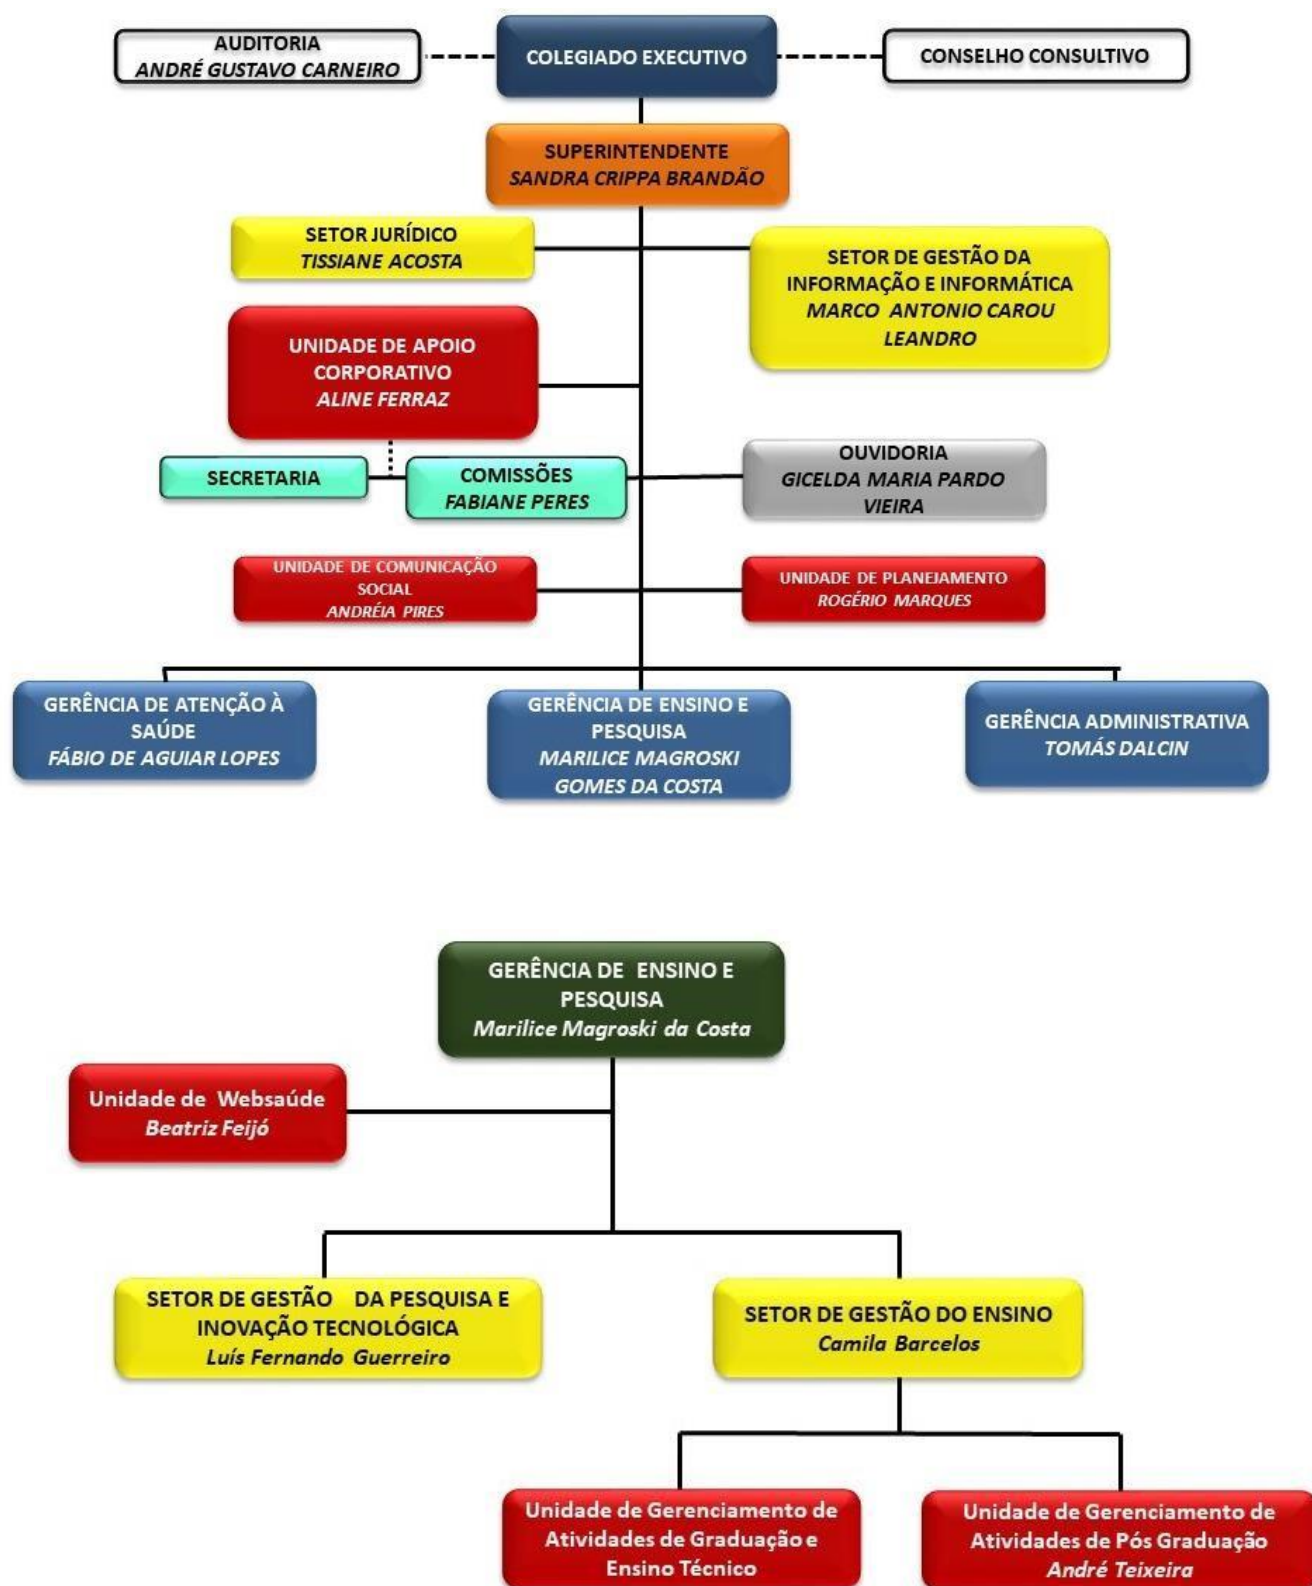 AUDITORIA
ANDRÉ GUSTAVO CARNEIRO
COLEGIADO EXECUTIVO
CONSELHO CONSULTIVO
SUPERINTENDENTE
SANDRA CRIPPA BRANDÃO
SETOR JURÍDICO
TISSIANE ACOSTA
SETOR DE GESTÃO DA
INFORMAÇÃO E INFORMÁTICA
MARCO ANTONIO CAROU
LEANDRO
UNIDADE DE APOIO
CORPORATIVO
ALINE FERRAZ
SECRETARIA
COMISSÕES
FABIANE PERES
OUVIDORIA
GICELDA MARIA PARDO
VIEIRA
UNIDADE DE COMUNICAÇÃO
SOCIAL
ANDRÉIA PIRES
UNIDADE DE PLANEJAMENTO
ROGÉRIO MARQUES
GERÊNCIA DE ATENÇÃO À
SAÚDE
FÁBIO DE AGUIAR LOPES
GERÊNCIA DE ENSINO E
PESQUISA
MARILICE MAGROSKI
GOMES DA COSTA
GERÊNCIA ADMINISTRATIVA
TOMÁS DALCIN
GERÊNCIA DE ENSINO E
PESQUISA
Marilice Magroski da Costa
Unidade de Websaúde
Beatriz Feijó
SETOR DE GESTÃO DA PESQUISA E
INOVAÇÃO TECNOLÓGICA
Luís Fernando Guerreiro
SETOR DE GESTÃO DO ENSINO
Camila Barcelos
Unidade de Gerenciamento de
Atividades de Graduação e
Ensino Técnico
Unidade de Gerenciamento de
Atividades de Pós Graduação
André Teixeira